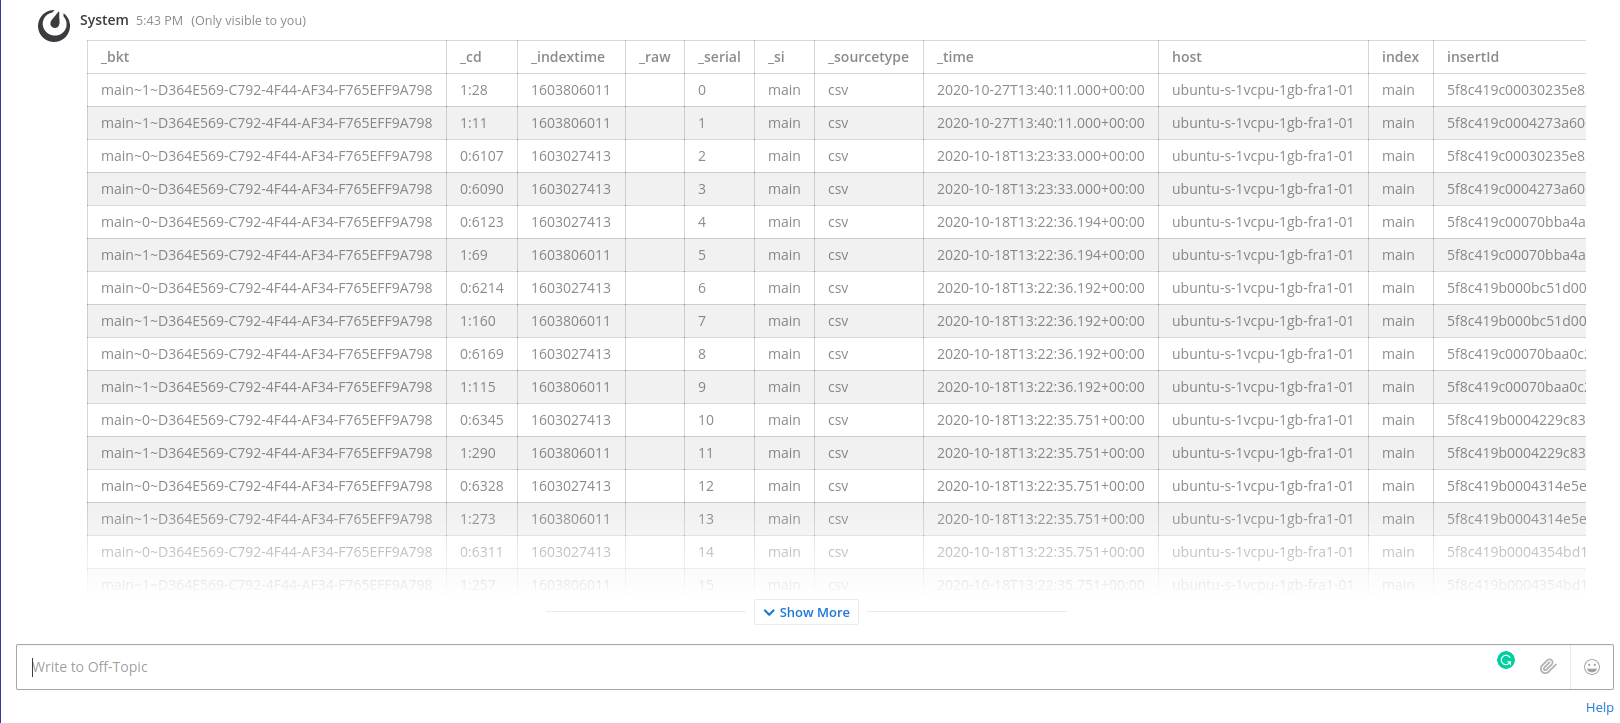 System 5:43 PM (Only visible to you)
_bkt _cd _indextime _raw _serial _si _sourcetype _time host index insertId
main~1~D364E569-C792-4F44-AF34-F765EFF9A798 1:28 1603806011 0 main csv 2020-10-27T13:40:11.000+00:00 ubuntu-s-1vcpu-1gb-fra1-01 main 5f8c419c00030235e8
main~1~D364E569-C792-4F44-AF34-F765EFF9A798 1:11 1603806011 1 main csv 2020-10-27T13:40:11.000+00:00 ubuntu-s-1vcpu-1gb-fra1-01 main 5f8c419c0004273a60
main~0~D364E569-C792-4F44-AF34-F765EFF9A798 0:6107 1603027413 2 main csv 2020-10-18T13:23:33.000+00:00 ubuntu-s-1vcpu-1gb-fra1-01 main 5f8c419c00030235e8
main~0~D364E569-C792-4F44-AF34-F765EFF9A798 0:6090 1603027413 3 main csv 2020-10-18T13:23:33.000+00:00 ubuntu-s-1vcpu-1gb-fra1-01 main 5f8c419c0004273a60
main~0~D364E569-C792-4F44-AF34-F765EFF9A798 0:6123 1603027413 4 main csv 2020-10-18T13:22:36.194+00:00 ubuntu-s-1vcpu-1gb-fra1-01 main 5f8c419c00070bba4a
main~1~D364E569-C792-4F44-AF34-F765EFF9A798 1:69 1603806011 5 main csv 2020-10-18T13:22:36.194+00:00 ubuntu-s-1vcpu-1gb-fra1-01 main 5f8c419c00070bba4a
main~0~D364E569-C792-4F44-AF34-F765EFF9A798 0:6214 1603027413 6 main csv 2020-10-18T13:22:36.192+00:00 ubuntu-s-1vcpu-1gb-fra1-01 main 5f8c419b000bc51d00
main~1~D364E569-C792-4F44-AF34-F765EFF9A798 1:160 1603806011 7 main csv 2020-10-18T13:22:36.192+00:00 ubuntu-s-1vcpu-1gb-fra1-01 main 5f8c419b000bc51d00
main~0~D364E569-C792-4F44-AF34-F765EFF9A798 0:6169 1603027413 8 main csv 2020-10-18T13:22:36.192+00:00 ubuntu-s-1vcpu-1gb-fra1-01 main 5f8c419c00070baa0c
main~1~D364E569-C792-4F44-AF34-F765EFF9A798 1:115 1603806011 9 main csv 2020-10-18T13:22:36.192+00:00 ubuntu-s-1vcpu-1gb-fra1-01 main 5f8c419c00070baa0c
main~0~D364E569-C792-4F44-AF34-F765EFF9A798 0:6345 1603027413 10 main csv 2020-10-18T13:22:35.751+00:00 ubuntu-s-1vcpu-1gb-fra1-01 main 5f8c419b0004229c83
main~1~D364E569-C792-4F44-AF34-F765EFF9A798 1:290 1603806011 11 main csv 2020-10-18T13:22:35.751+00:00 ubuntu-s-1vcpu-1gb-fra1-01 main 5f8c419b0004229c83
main~0~D364E569-C792-4F44-AF34-F765EFF9A798 0:6328 1603027413 12 main csv 2020-10-18T13:22:35.751+00:00 ubuntu-s-1vcpu-1gb-fra1-01 main 5f8c419b0004314e5e
main~1~D364E569-C792-4F44-AF34-F765EFF9A798 1:273 1603806011 13 main csv 2020-10-18T13:22:35.751+00:00 ubuntu-s-1vcpu-1gb-fra1-01 main 5f8c419b0004314e5e
main~0~D364E569-C792-4F44-AF34-F765EFF9A798 0:6311 1603027413 14 main csv 2020-10-18T13:22:35.751+00:00 ubuntu-s-1vcpu-1gb-fra1-01 main 5f8c419b0004354bd1
main~1~D364E569-C792-4F44-AF34-F765EFF9A798 1:257 1603806011 15 main csv 2020-10-18T13:22:35.751+00:00 ubuntu-s-1vcpu-1gb-fra1-01 main 5f8c419b0004354bd1
Show More
Write to Off-Topic
Help